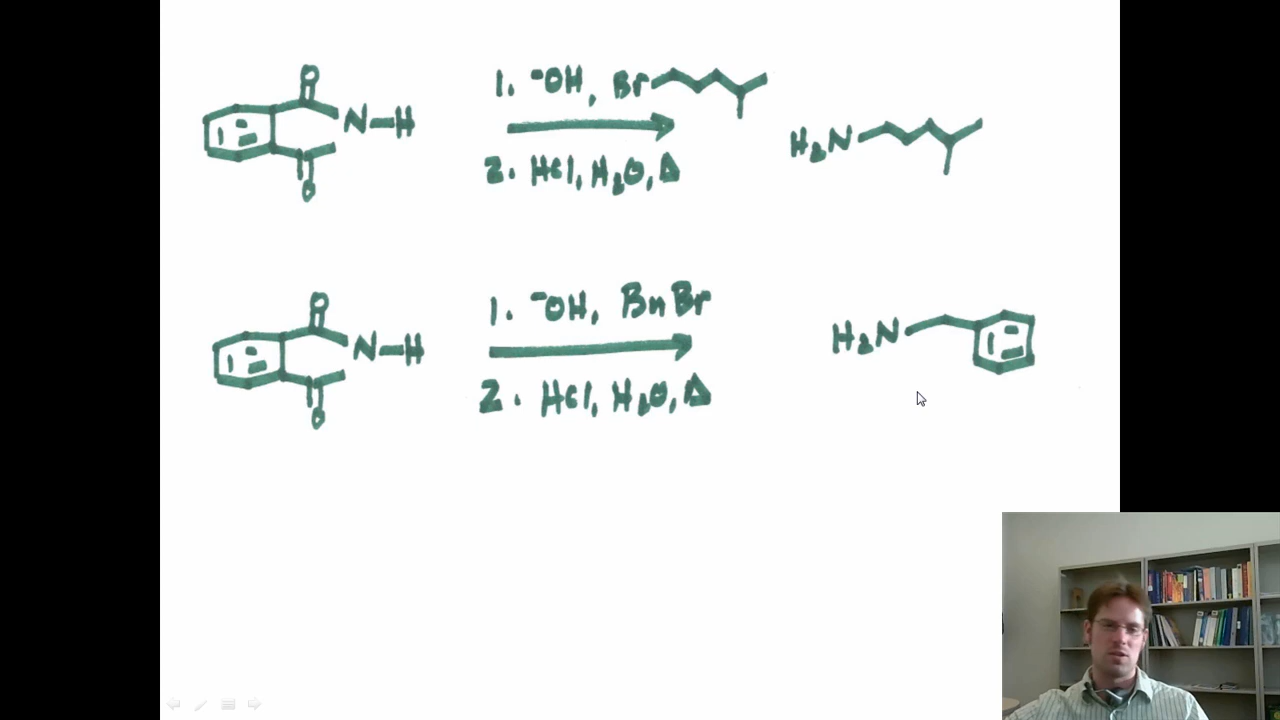 O
1. ⁻OH, Br
N—H
H₂N
2. HCl, H₂O, Δ
O
O
1. ⁻OH, BnBr
N—H
H₂N
2. HCl, H₂O, Δ
O